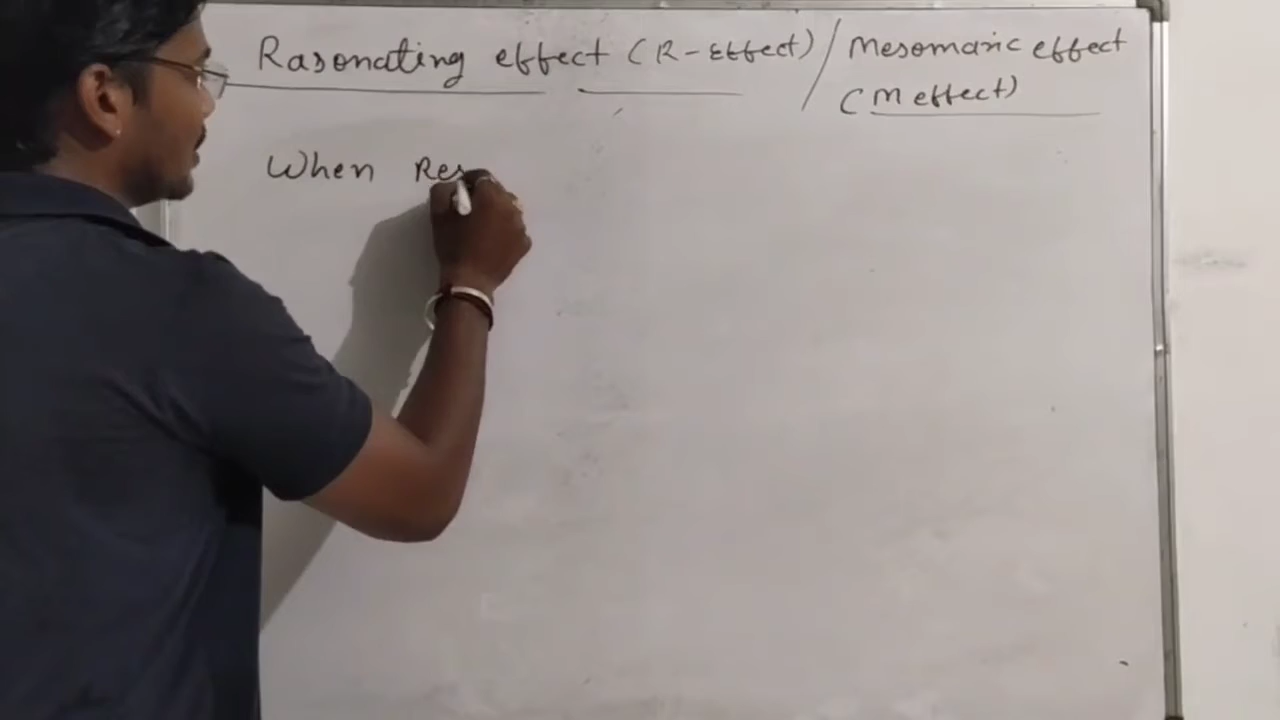 Rasonating effect (R-Effect) / Mesomaric effect
(M effect)
When Res